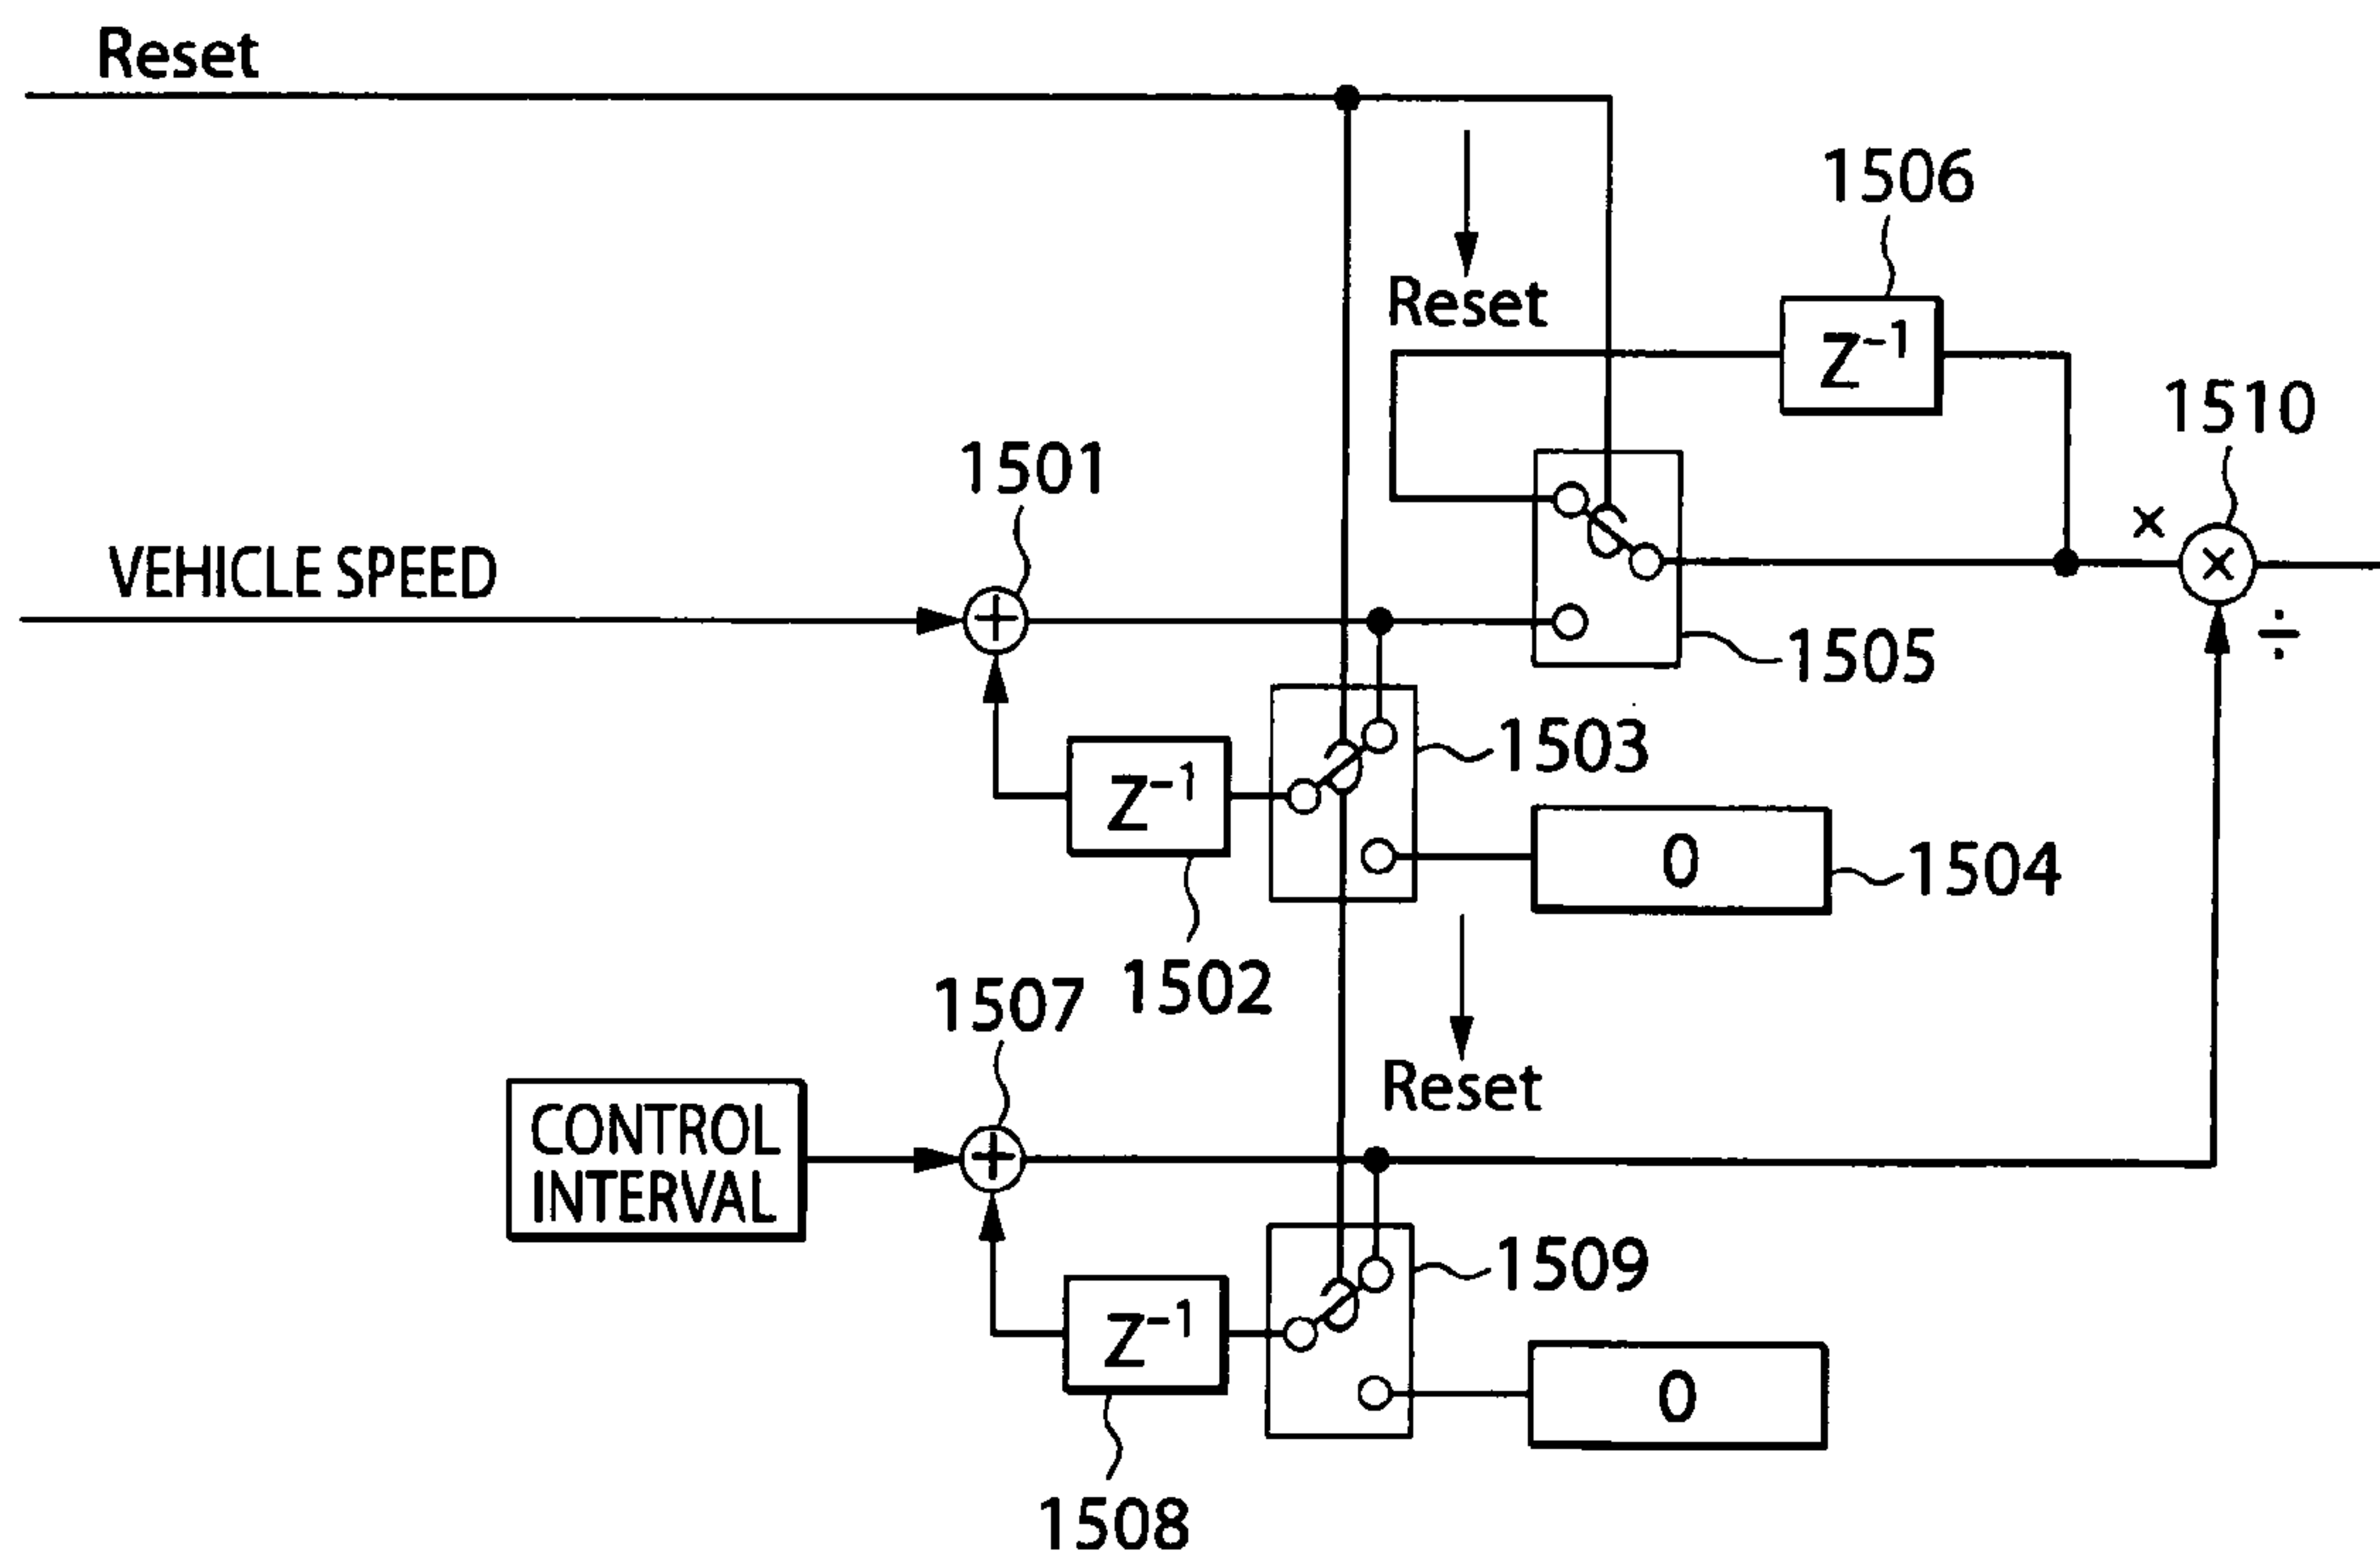 Reset
1506
Reset
Z⁻¹
1510
1501
×
VEHICLE SPEED
+
×
÷
1505
1503
Z⁻¹
0
1504
1502
1507
Reset
CONTROL
INTERVAL
+
1509
Z⁻¹
0
1508